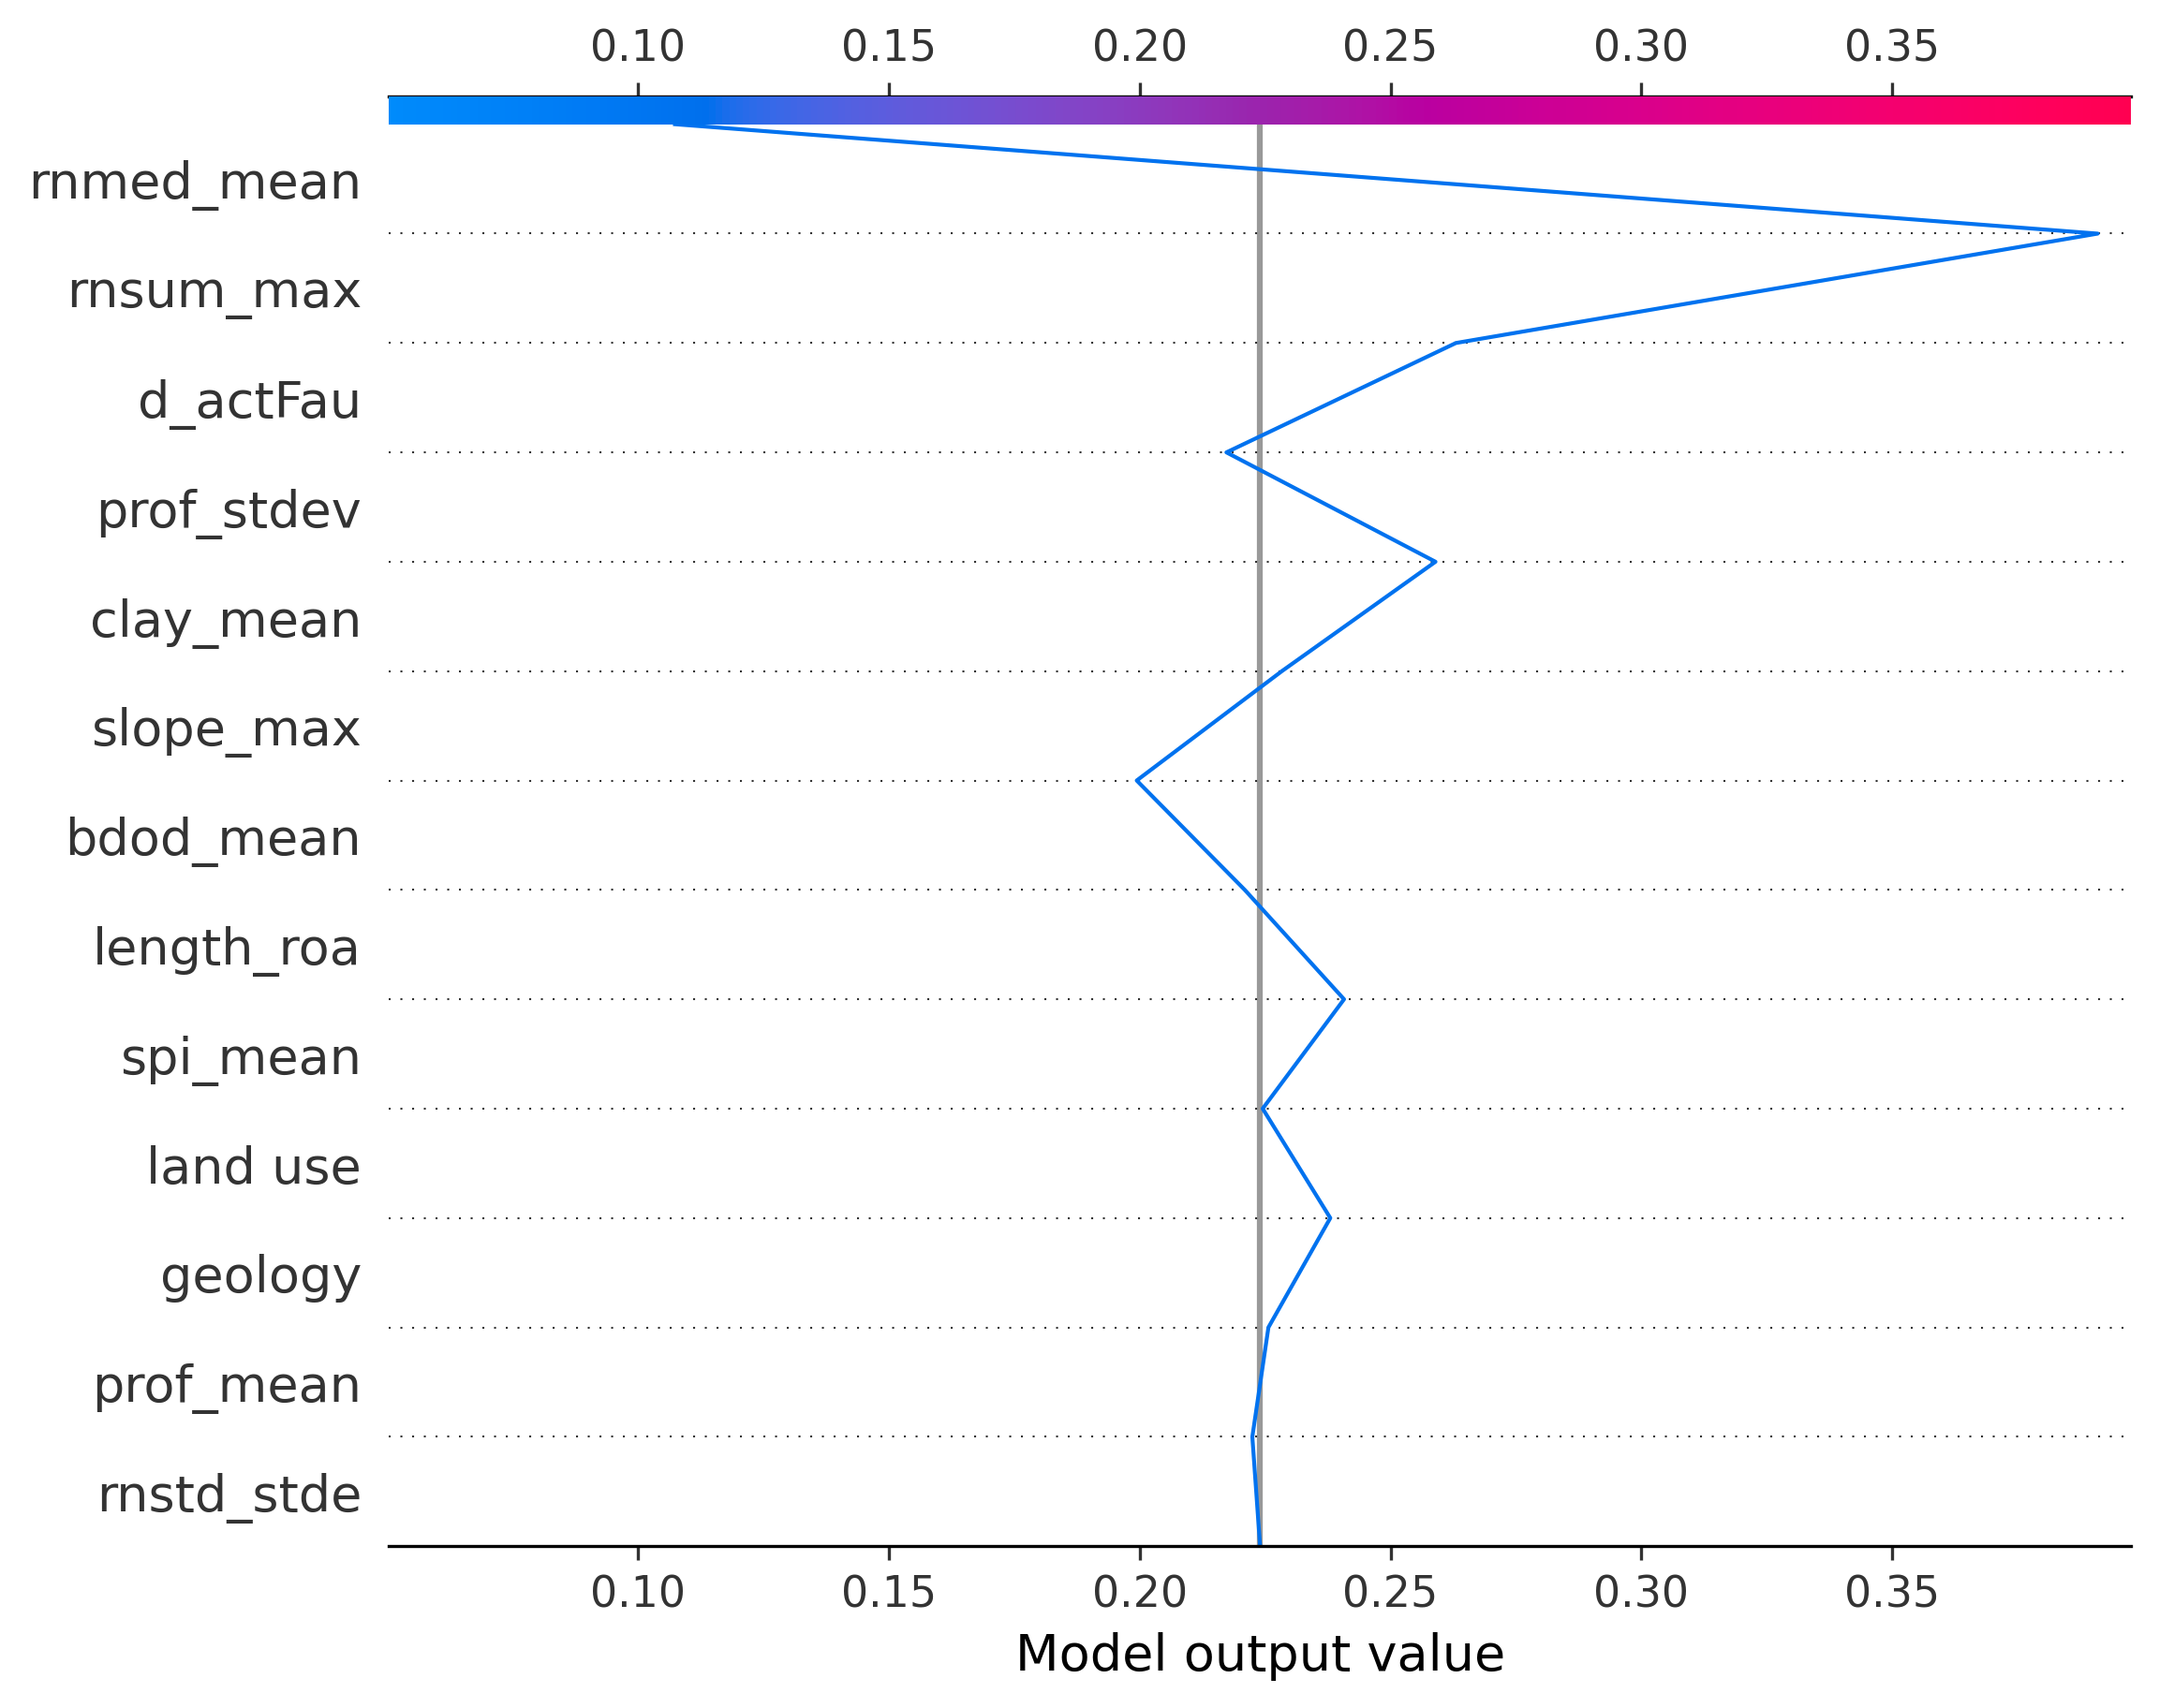 0.10 0.15 0.20 0.25 0.30 0.35
rnmed_mean
rnsum_max
d_actFau
prof_stdev
clay_mean
slope_max
bdod_mean
length_roa
spi_mean
land use
geology
prof_mean
rnstd_stde
0.10 0.15 0.20 0.25 0.30 0.35
Model output value